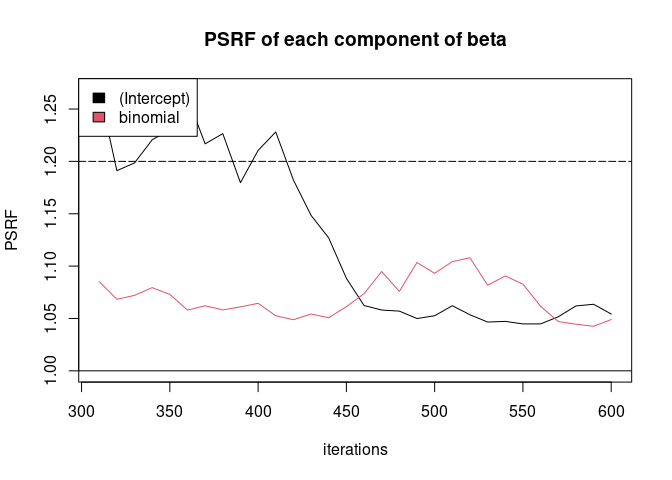 PSRF of each component of beta
(Intercept)
binomial
PSRF
1.25
1.20
1.15
1.10
1.05
1.00
300 350 400 450 500 550 600
iterations